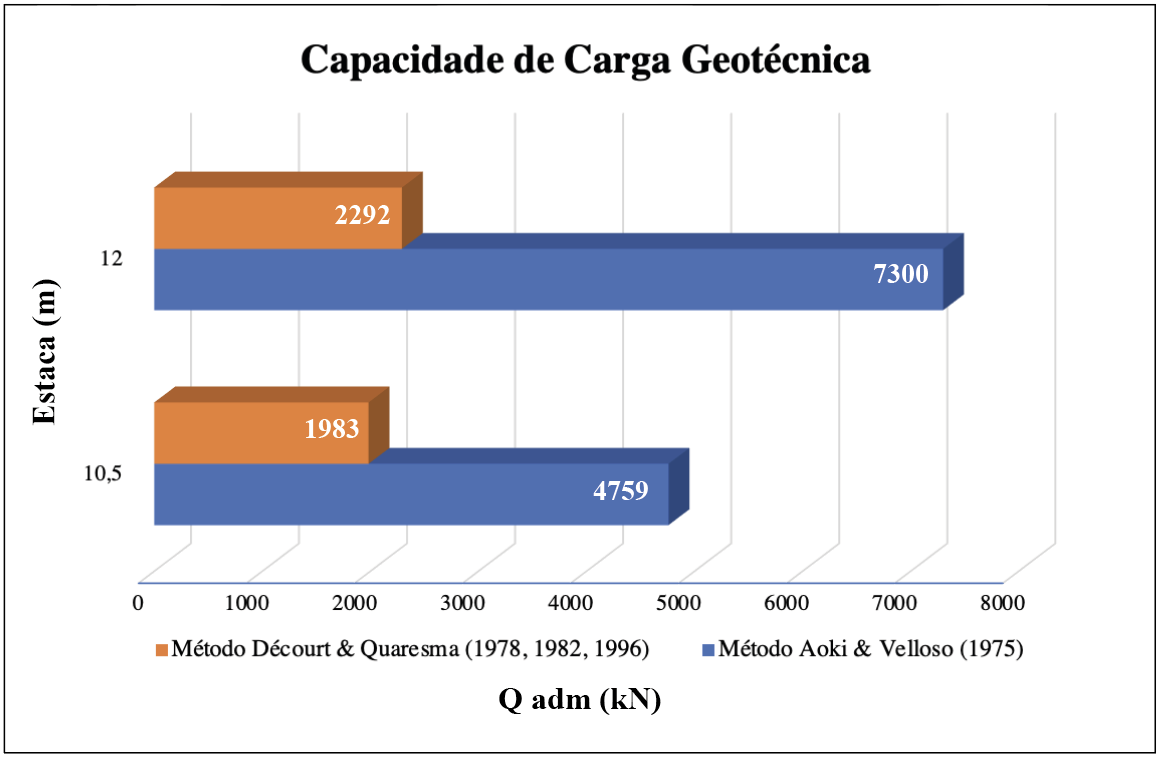 Capacidade de Carga Geotécnica
Estaca (m)
12
2292
7300
10,5
1983
4759
0 1000 2000 3000 4000 5000 6000 7000 8000
Método Décourt & Quaresma (1978, 1982, 1996) Método Aoki & Velloso (1975)
Q adm (kN)